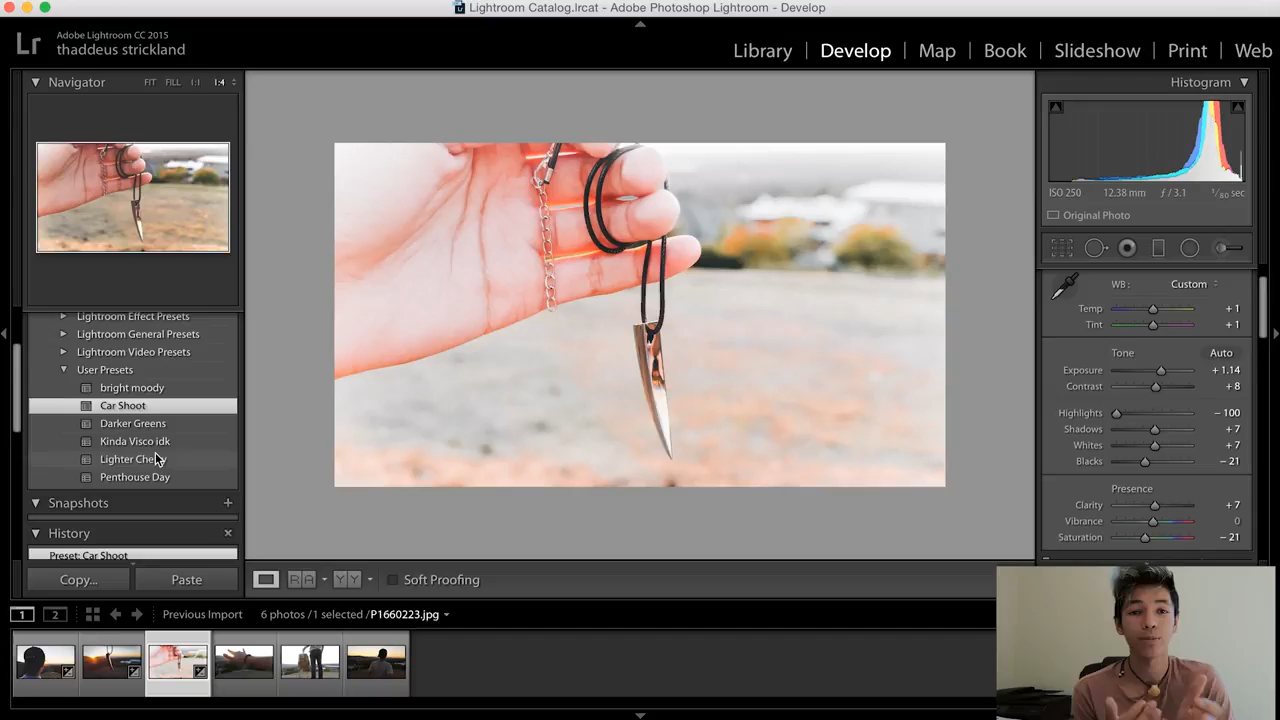 Lightroom Catalog.lrcat - Adobe Photoshop Lightroom - Develop
Lr
Adobe Lightroom CC 2015
thaddeus strickland
Library | Develop | Map | Book | Slideshow | Print | Web
Navigator FIT FILL 1:1 1:4
Histogram
ISO 250 12.38 mm ƒ / 3.1 1/80 sec
Original Photo
WB : Custom
Temp + 1
Tint + 1
Tone Auto
Exposure + 1.14
Contrast + 8
Highlights − 100
Shadows + 7
Whites + 7
Blacks − 21
Presence
Clarity + 7
Vibrance 0
Saturation − 21
Lightroom Effect Presets
Lightroom General Presets
Lightroom Video Presets
User Presets
bright moody
Car Shoot
Darker Greens
Kinda Visco idk
Lighter
Penthouse Day
Snapshots +
History ×
Preset: Car Shoot
Copy... Paste
R A Y Y Soft Proofing
1 2 Previous Import 6 photos /1 selected /P1660223.jpg